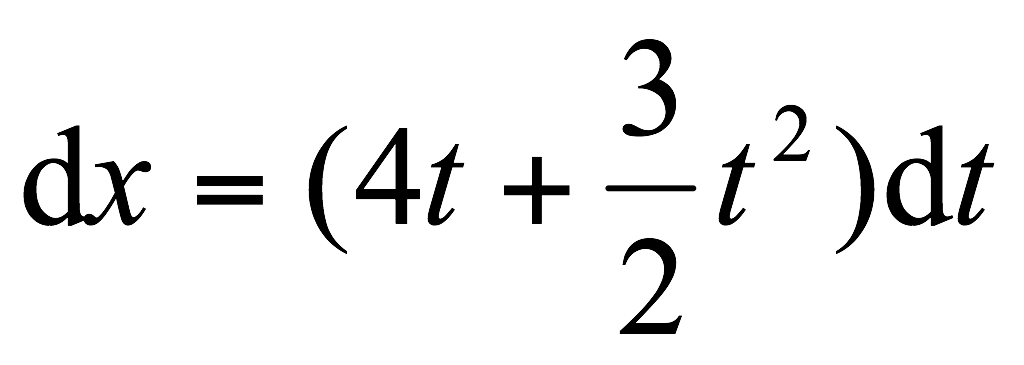 dx = (4t + 3/2 t²)dt